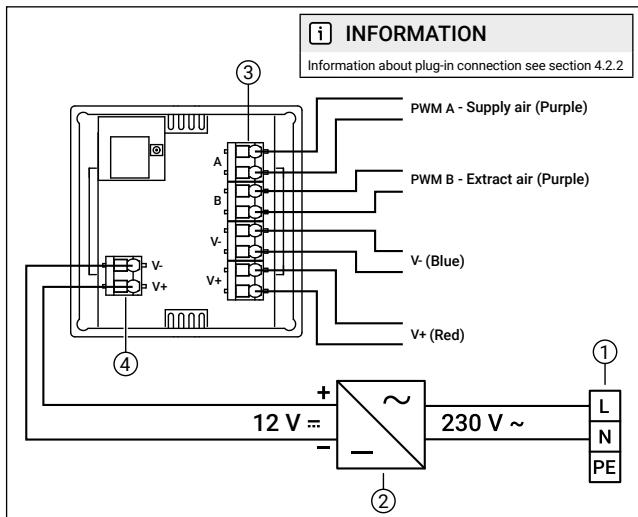 i INFORMATION
Information about plug-in connection see section 4.2.2
3
PWM A - Supply air (Purple)
A
PWM B - Extract air (Purple)
B
V-
V- (Blue)
V-
V+
V+
V+ (Red)
4
1
+
12 V ⎓
−
~
—
230 V ~
L
N
PE
2